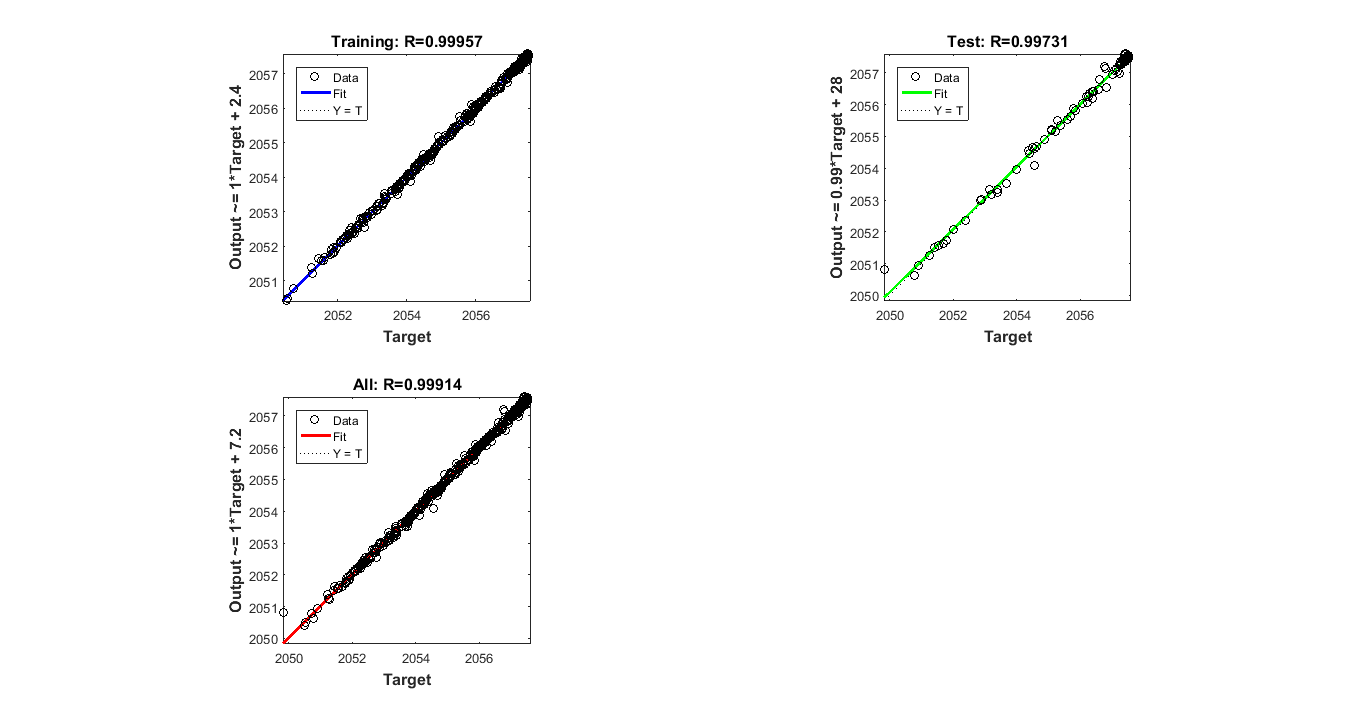 Training: R=0.99957
Output ~= 1*Target + 2.4
2057
2056
2055
2054
2053
2052
2051
Data
Fit
Y = T
2052
2054
2056
Target
Test: R=0.99731
Output ~= 0.99*Target + 28
2057
2056
2055
2054
2053
2052
2051
2050
Data
Fit
Y = T
2050
2052
2054
2056
Target
All: R=0.99914
Output ~= 1*Target + 7.2
2057
2056
2055
2054
2053
2052
2051
2050
Data
Fit
Y = T
2050
2052
2054
2056
Target